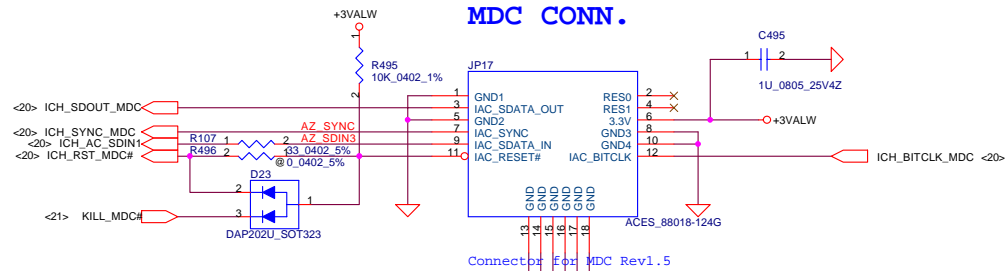 MDC CONN.
+3VALW
1
R495
10K_0402_1%
2
C495
1 2
1U_0805_25V4Z
JP17
1 GND1 RES0 2
<20> ICH_SDOUT_MDC 3 IAC_SDATA_OUT RES1 4
5 GND2 3.3V 6 +3VALW
<20> ICH_SYNC_MDC AZ_SYNC 7 IAC_SYNC GND3 8
<20> ICH_AC_SDIN1 R107 1 2 AZ_SDIN3 9 IAC_SDATA_IN GND4 10
33_0402_5%
<20> ICH_RST_MDC# R496 2 1 11 IAC_RESET# IAC_BITCLK 12 ICH_BITCLK_MDC <20>
@0_0402_5%
D23
2
1
<21> KILL_MDC# 3
DAP202U_SOT323
GND GND GND GND GND GND
13 14 15 16 17 18
ACES_88018-124G
Connector for MDC Rev1.5